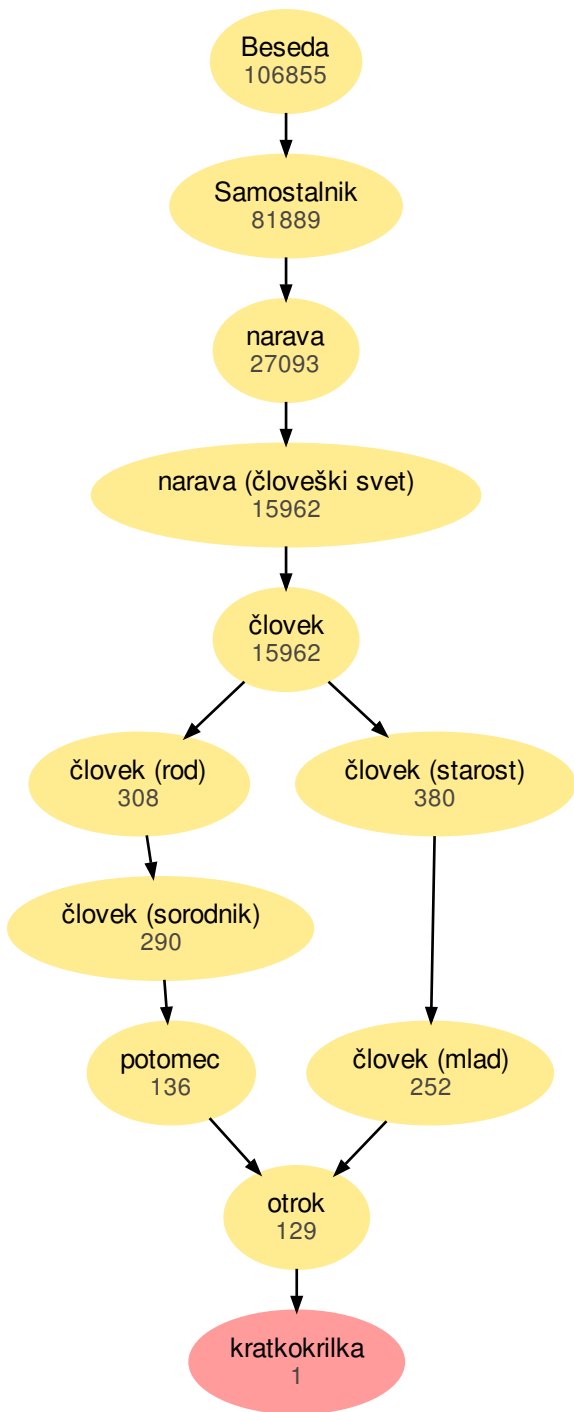 Beseda
106855
Samostalnik
81889
narava
27093
narava (človeški svet)
15962
človek
15962
človek (rod)
308
človek (starost)
380
človek (sorodnik)
290
potomec
136
človek (mlad)
252
otrok
129
kratkokrilka
1